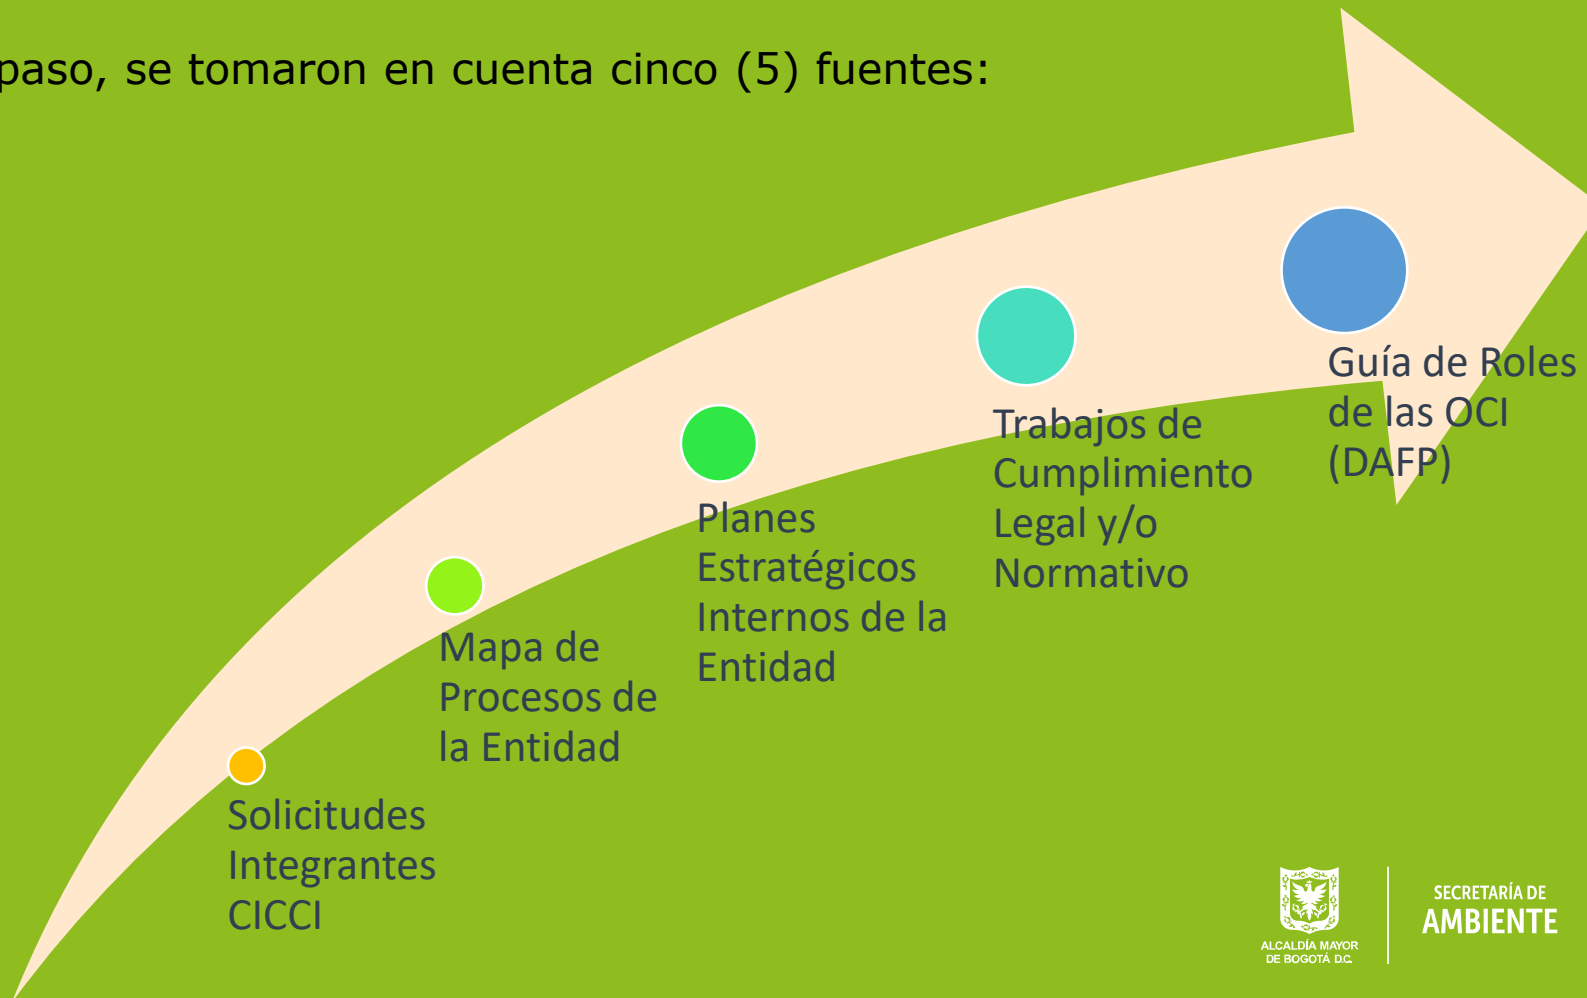 paso, se tomaron en cuenta cinco (5) fuentes:
Guía de Roles
de las OCI
(DAFP)
Trabajos de
Cumplimiento
Legal y/o
Normativo
Planes
Estratégicos
Internos de la
Entidad
Mapa de
Procesos de
la Entidad
Solicitudes
Integrantes
CICCI
ALCALDÍA MAYOR
DE BOGOTÁ D.C.
SECRETARÍA DE
AMBIENTE